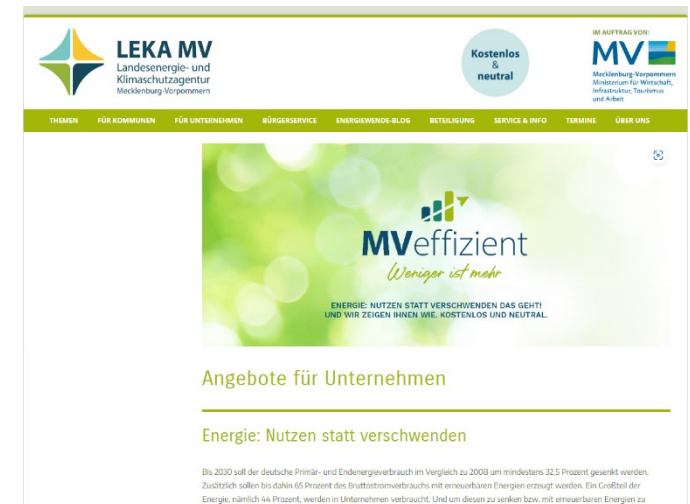 LEKA MV
Landesenergie- und
Klimaschutzagentur
Mecklenburg-Vorpommern
Kostenlos
&
neutral
IM AUFTRAG VON:
MV
Mecklenburg-Vorpommern
Ministerium für Wirtschaft,
Infrastruktur, Tourismus
und Arbeit
THEMEN FÜR KOMMUNEN FÜR UNTERNEHMEN BÜRGERSERVICE ENERGIEWENDE-BLOG BETEILIGUNG SERVICE & INFO TERMINE ÜBER UNS
MVeffizient
Weniger ist mehr
ENERGIE: NUTZEN STATT VERSCHWENDEN DAS GEHT!
UND WIR ZEIGEN IHNEN WIE. KOSTENLOS UND NEUTRAL.
Angebote für Unternehmen
Energie: Nutzen statt verschwenden
Bis 2030 soll der deutsche Primär- und Endenergieverbrauch im Vergleich zu 2008 um mindestens 32,5 Prozent gesenkt werden.
Zusätzlich sollen bis dahin 65 Prozent des Bruttostromverbrauchs mit erneuerbaren Energien erzeugt werden. Ein Großteil der
Energie, nämlich 44 Prozent, werden in Unternehmen verbraucht. Und um diesen zu senken bzw. mit erneuerbaren Energien zu